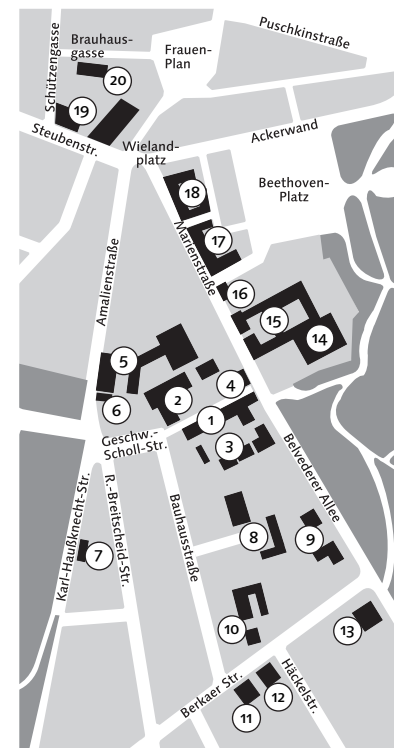 Puschkinstraße
Brauhaus-
gasse
Frauen-
Plan
Schützengasse
20
19
Steubenstr.
Wieland-
platz
Ackerwand
Beethoven-
Platz
18
17
Marienstraße
Amalienstraße
16
15
14
5
4
6
2
1
3
Geschw.-
Scholl-Str.
Belvederer Allee
Karl-Haußknecht-Str.
R.-Breitscheid-Str.
Bauhausstraße
7
8
9
10
13
Berkaer Str.
Häckelstr.
12
11